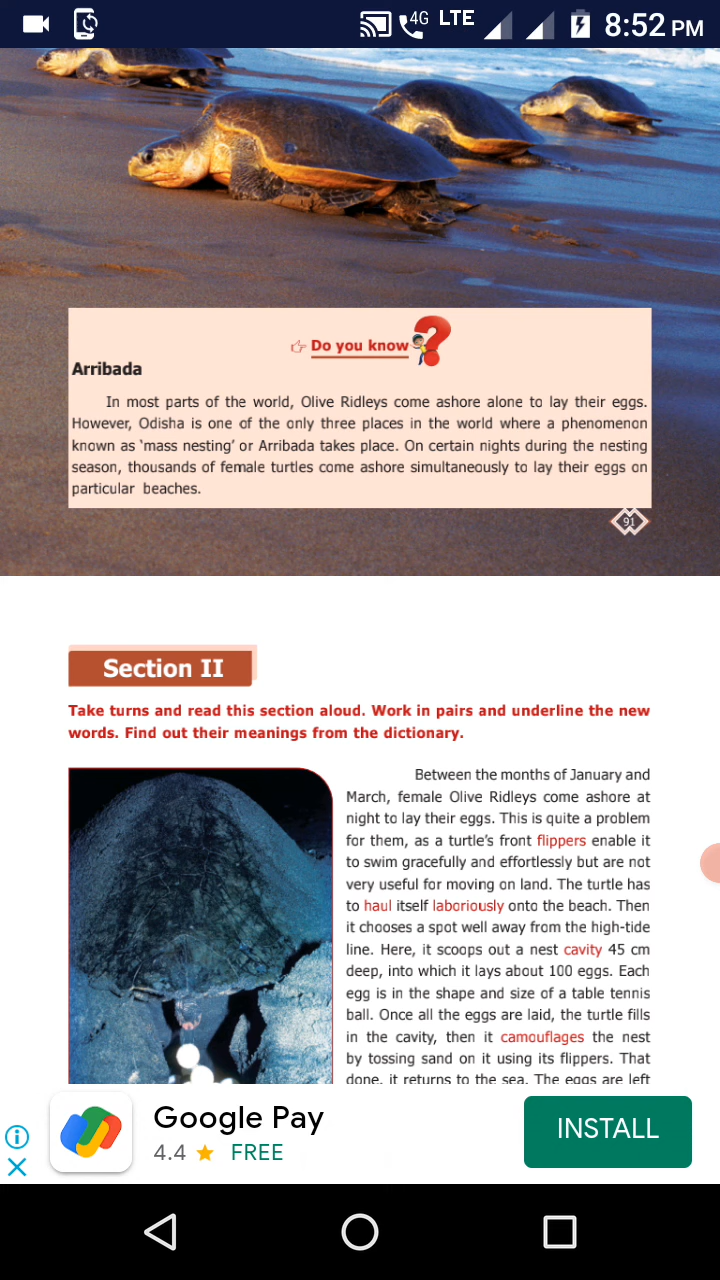 4G LTE 8:52 PM
Do you know
Arribada
In most parts of the world, Olive Ridleys come ashore alone to lay their eggs.
However, Odisha is one of the only three places in the world where a phenomenon
known as 'mass nesting' or Arribada takes place. On certain nights during the nesting
season, thousands of female turtles come ashore simultaneously to lay their eggs on
particular beaches.
91
Section II
Take turns and read this section aloud. Work in pairs and underline the new
words. Find out their meanings from the dictionary.
Between the months of January and
March, female Olive Ridleys come ashore at
night to lay their eggs. This is quite a problem
for them, as a turtle's front flippers enable it
to swim gracefully and effortlessly but are not
very useful for moving on land. The turtle has
to haul itself laboriously onto the beach. Then
it chooses a spot well away from the high-tide
line. Here, it scoops out a nest cavity 45 cm
deep, into which it lays about 100 eggs. Each
egg is in the shape and size of a table tennis
ball. Once all the eggs are laid, the turtle fills
in the cavity, then it camouflages the nest
by tossing sand on it using its flippers. That
done, it returns to the sea. The eggs are left
Google Pay
4.4 ★ FREE
INSTALL